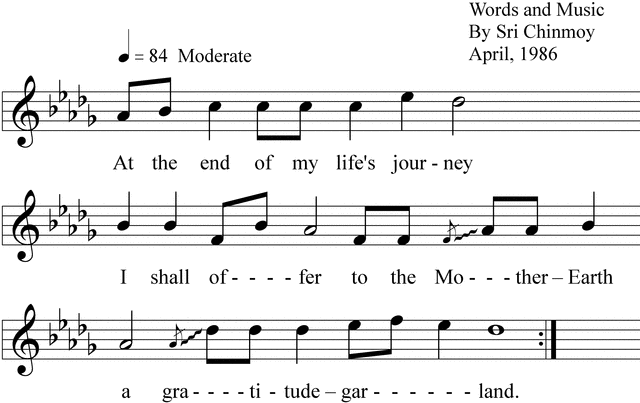 Words and Music
By Sri Chinmoy
April, 1986
= 84 Moderate
At the end of my life's jour - ney
I shall of - - - - fer to the Mo - - - ther – Earth
a gra - - - - ti - tude – gar - - - - - - land.